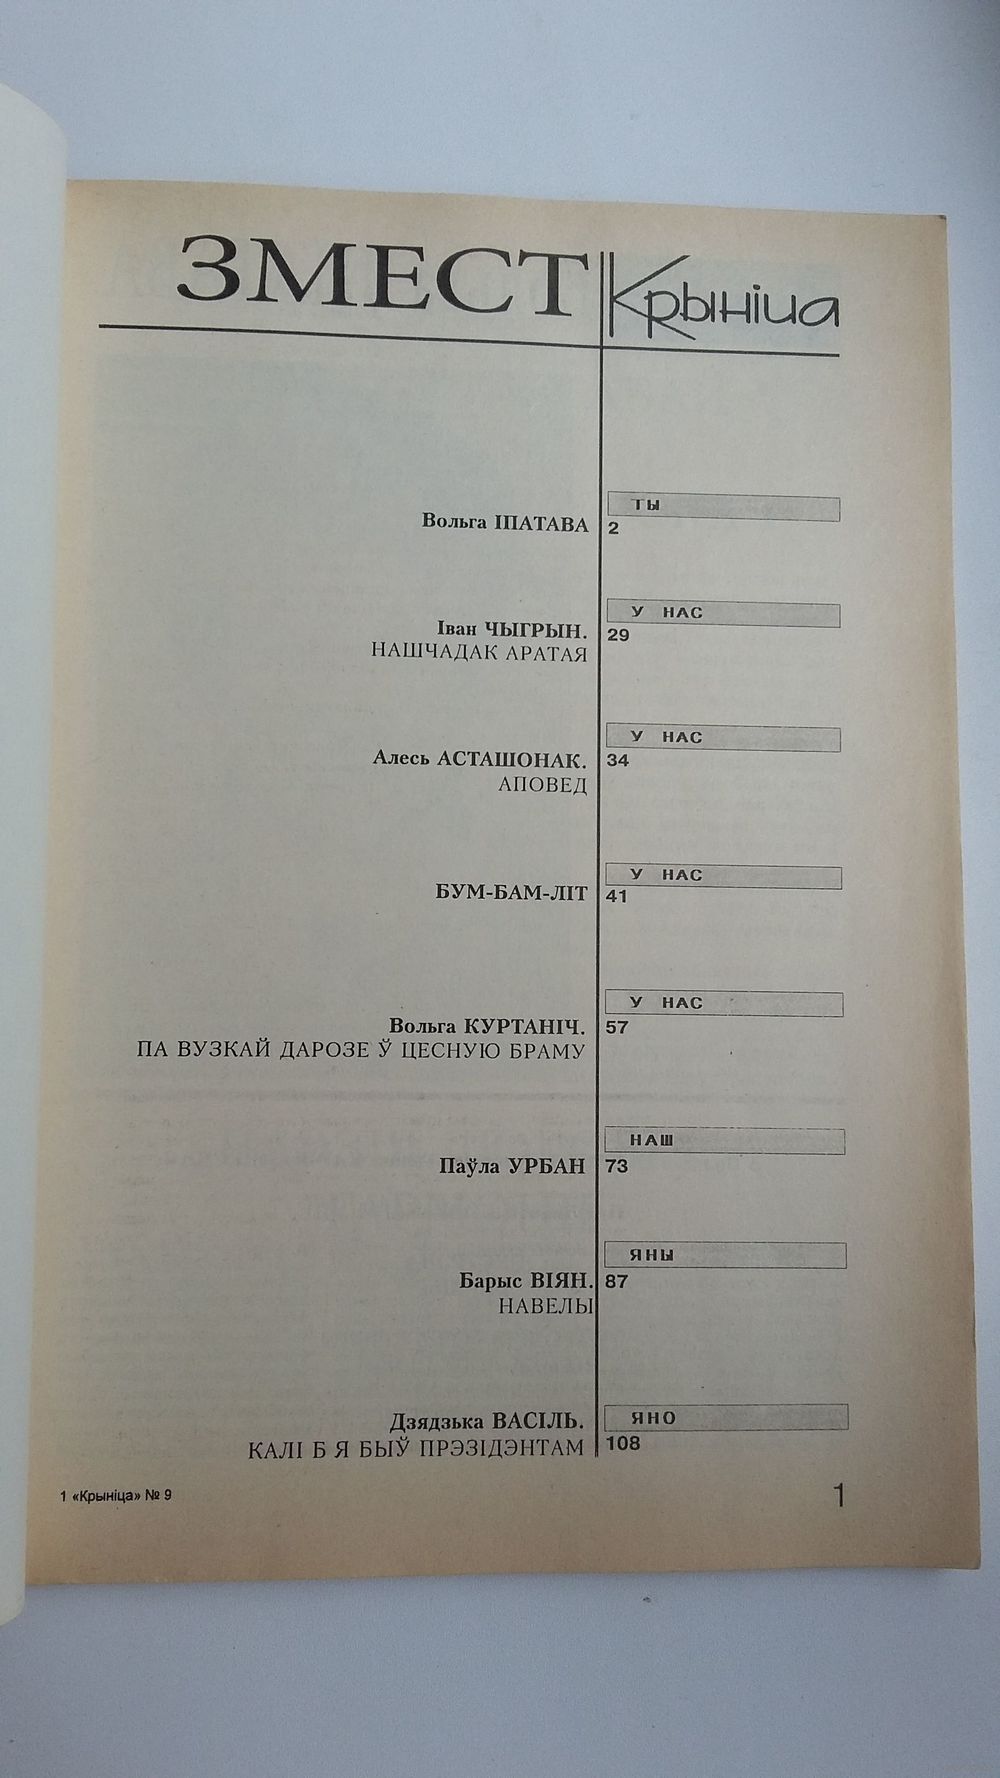 ЗМЕСТ Крыніца
ТЫ
Вольга ІПАТАВА 2
У НАС
Іван ЧЫГРЫН. 29
НАШЧАДАК АРАТАЯ
У НАС
Алесь АСТАШОНАК. 34
АПОВЕД
У НАС
БУМ-БАМ-ЛІТ 41
У НАС
Вольга КУРТАНІЧ. 57
ПА ВУЗКАЙ ДАРОЗЕ Ў ЦЕСНУЮ БРАМУ
НАШ
Паўла УРБАН 73
ЯНЫ
Барыс ВІЯН. 87
НАВЕЛЫ
ЯНО
Дзядзька ВАСІЛЬ. 108
КАЛІ Б Я БЫЎ ПРЭЗІДЭНТАМ
1 «Крыніца» № 9 1